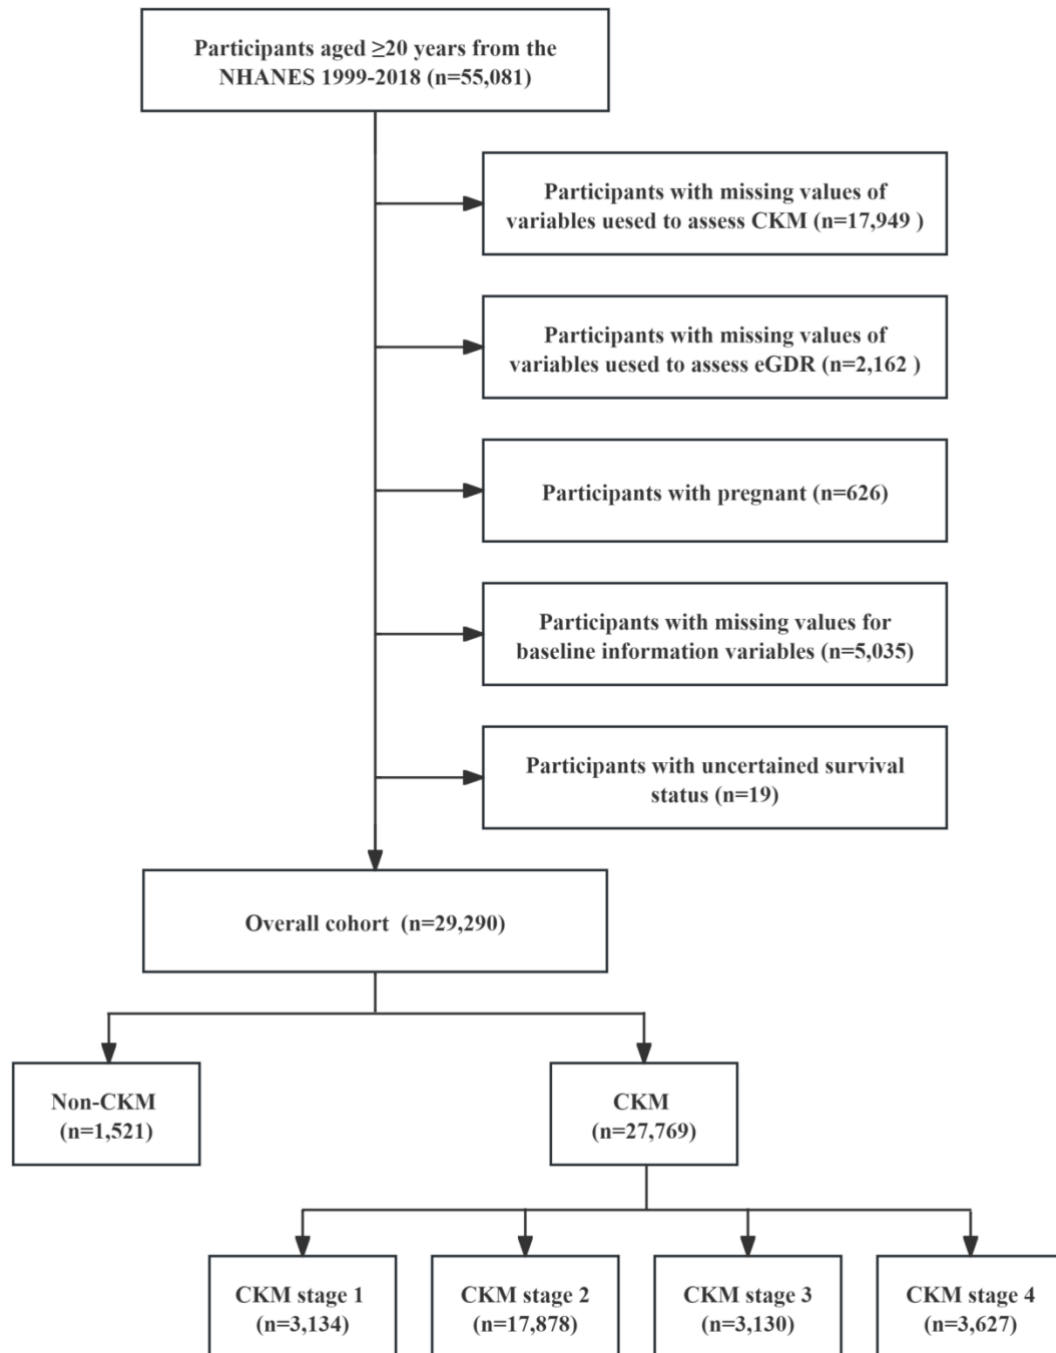 Participants aged ≥20 years from the
NHANES 1999-2018 (n=55,081)
Participants with missing values of
variables uesed to assess CKM (n=17,949 )
Participants with missing values of
variables uesed to assess eGDR (n=2,162 )
Participants with pregnant (n=626)
Participants with missing values for
baseline information variables (n=5,035)
Participants with uncertained survival
status (n=19)
Overall cohort  (n=29,290)
Non-CKM
(n=1,521)
CKM
(n=27,769)
CKM stage 1
(n=3,134)
CKM stage 2
(n=17,878)
CKM stage 3
(n=3,130)
CKM stage 4
(n=3,627)